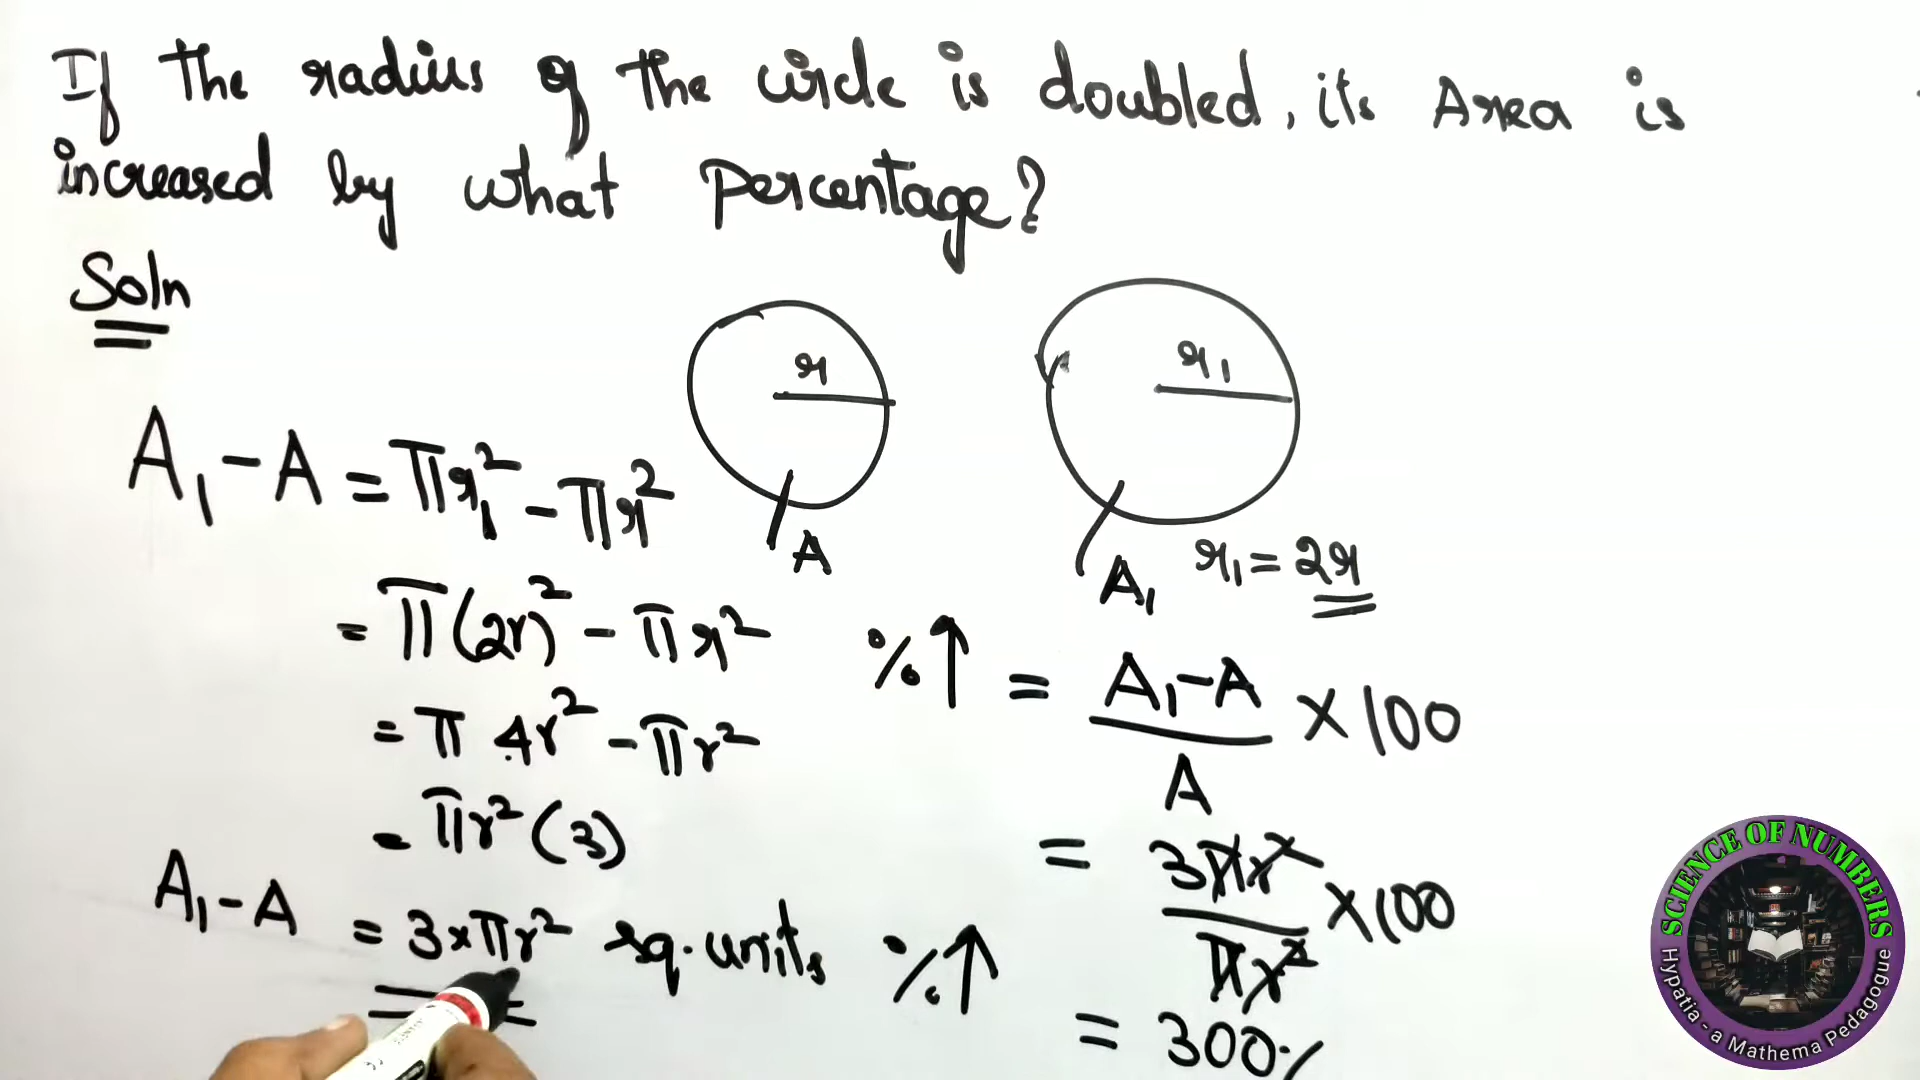 If the radius of the circle is doubled, its Area is
increased by what percentage?
Soln
r
r₁
A
A₁
r₁ = 2r
A₁ - A = πr₁² - πr²
= π(2r)² - πr²
= π 4r² - πr²
= πr² (3)
A₁ - A = 3×πr² sq. units
%↑ = (A₁-A)/A × 100
= 3πr²/πr² × 100
%↑ = 300%
SCIENCE OF NUMBERS
Hypatia - a Mathema Pedagogue